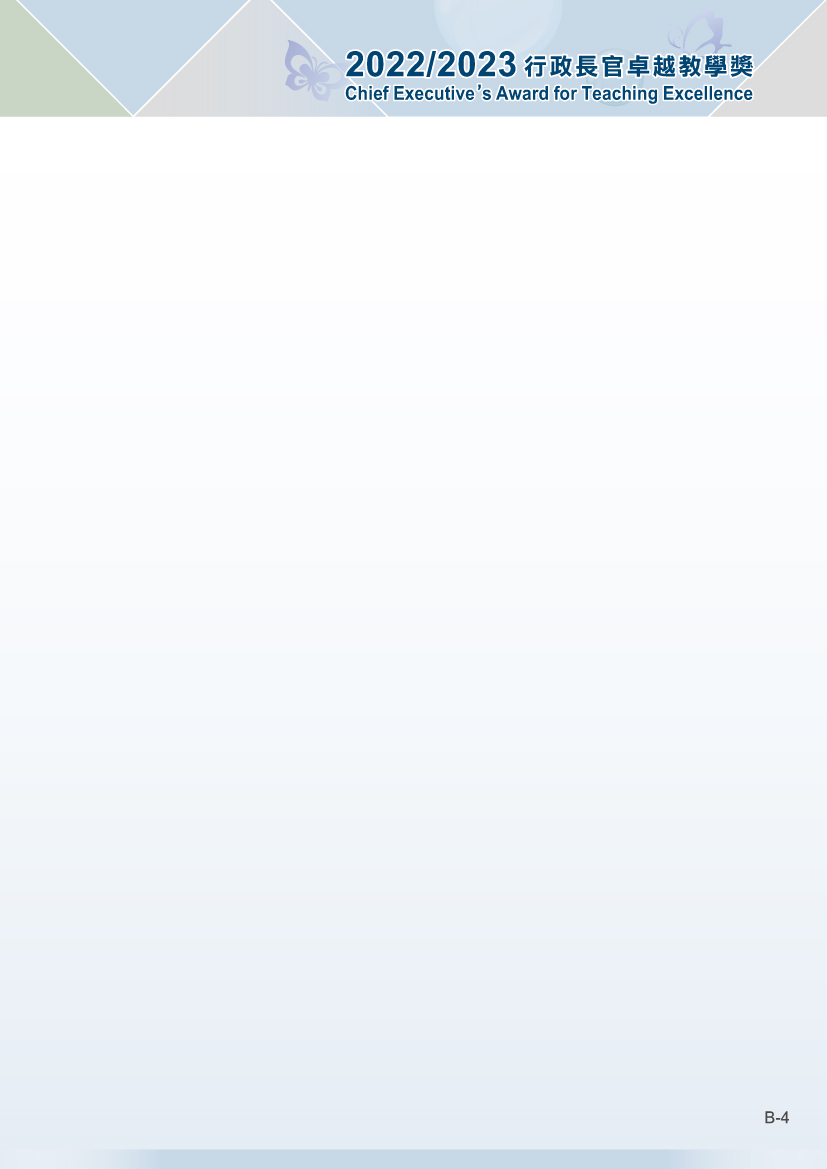 2022/2023 行政長官卓越教學獎
Chief Executive's Award for Teaching Excellence
B-4